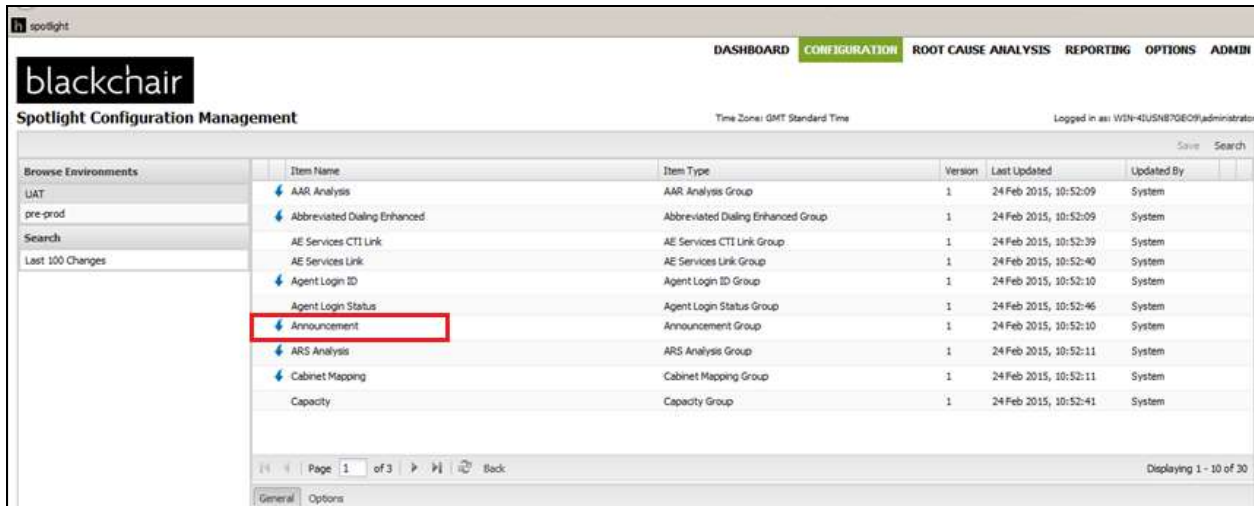 h spotlight
DASHBOARD CONFIGURATION ROOT CAUSE ANALYSIS REPORTING OPTIONS ADMIN
blackchair
Spotlight Configuration Management Time Zone: GMT Standard Time Logged in as: WIN-4IUSN87GEO9\administrator
Save Search
Browse Environments
UAT
pre-prod
Search
Last 100 Changes
Item Name Item Type Version Last Updated Updated By
AAR Analysis AAR Analysis Group 1 24 Feb 2015, 10:52:09 System
Abbreviated Dialing Enhanced Abbreviated Dialing Enhanced Group 1 24 Feb 2015, 10:52:09 System
AE Services CTI Link AE Services CTI Link Group 1 24 Feb 2015, 10:52:39 System
AE Services Link AE Services Link Group 1 24 Feb 2015, 10:52:40 System
Agent Login ID Agent Login ID Group 1 24 Feb 2015, 10:52:10 System
Agent Login Status Agent Login Status Group 1 24 Feb 2015, 10:52:46 System
Announcement Announcement Group 1 24 Feb 2015, 10:52:10 System
ARS Analysis ARS Analysis Group 1 24 Feb 2015, 10:52:11 System
Cabinet Mapping Cabinet Mapping Group 1 24 Feb 2015, 10:52:11 System
Capacity Capacity Group 1 24 Feb 2015, 10:52:41 System
Page 1 of 3 Back Displaying 1 - 10 of 30
General Options